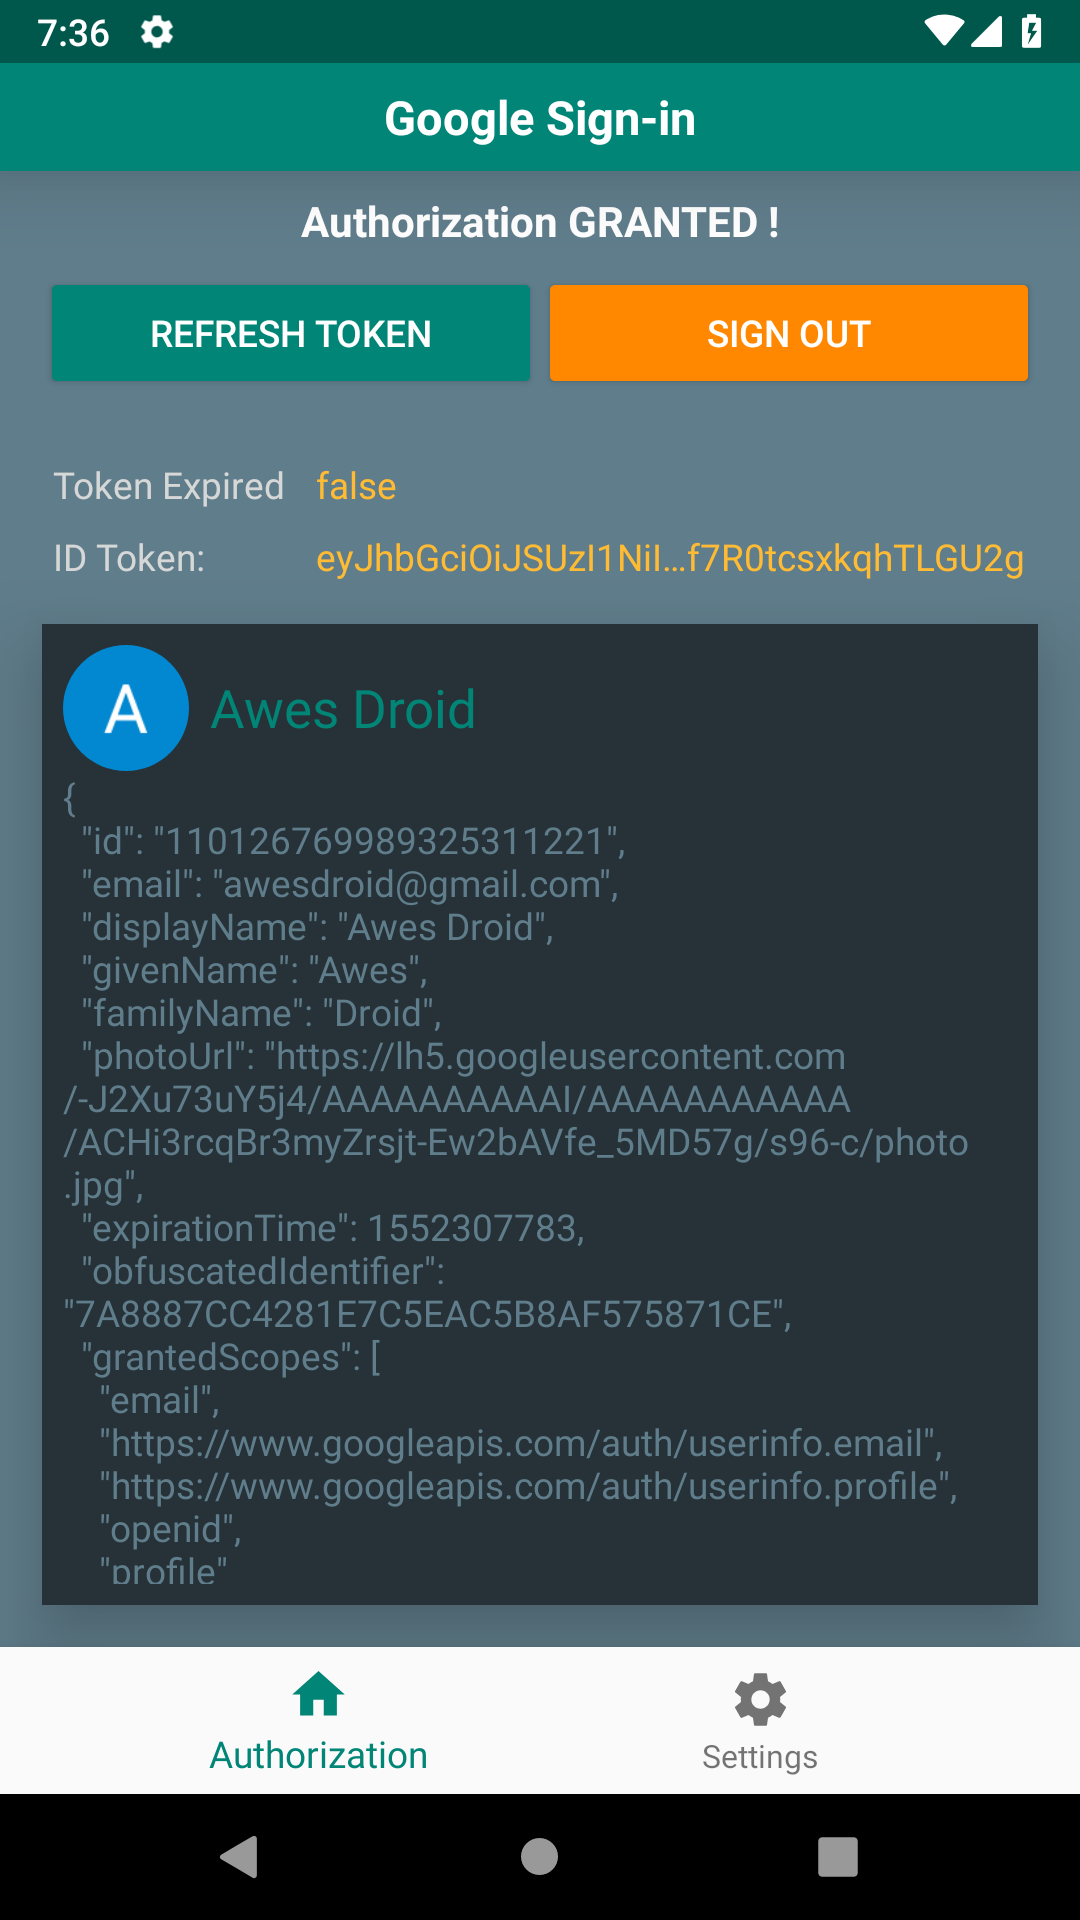 7:36
Google Sign-in
Authorization GRANTED !
REFRESH TOKEN SIGN OUT
Token Expired false
ID Token: eyJhbGciOiJSUzI1NiI...f7R0tcsxkqhTLGU2g
A Awes Droid
{
"id": "110126769989325311221",
"email": "awesdroid@gmail.com",
"displayName": "Awes Droid",
"givenName": "Awes",
"familyName": "Droid",
"photoUrl": "https://lh5.googleusercontent.com
/-J2Xu73uY5j4/AAAAAAAAAAI/AAAAAAAAAAA
/ACHi3rcqBr3myZrsjt-Ew2bAVfe_5MD57g/s96-c/photo
.jpg",
"expirationTime": 1552307783,
"obfuscatedIdentifier":
"7A8887CC4281E7C5EAC5B8AF575871CE",
"grantedScopes": [
"email",
"https://www.googleapis.com/auth/userinfo.email",
"https://www.googleapis.com/auth/userinfo.profile",
"openid",
"profile"
Authorization Settings